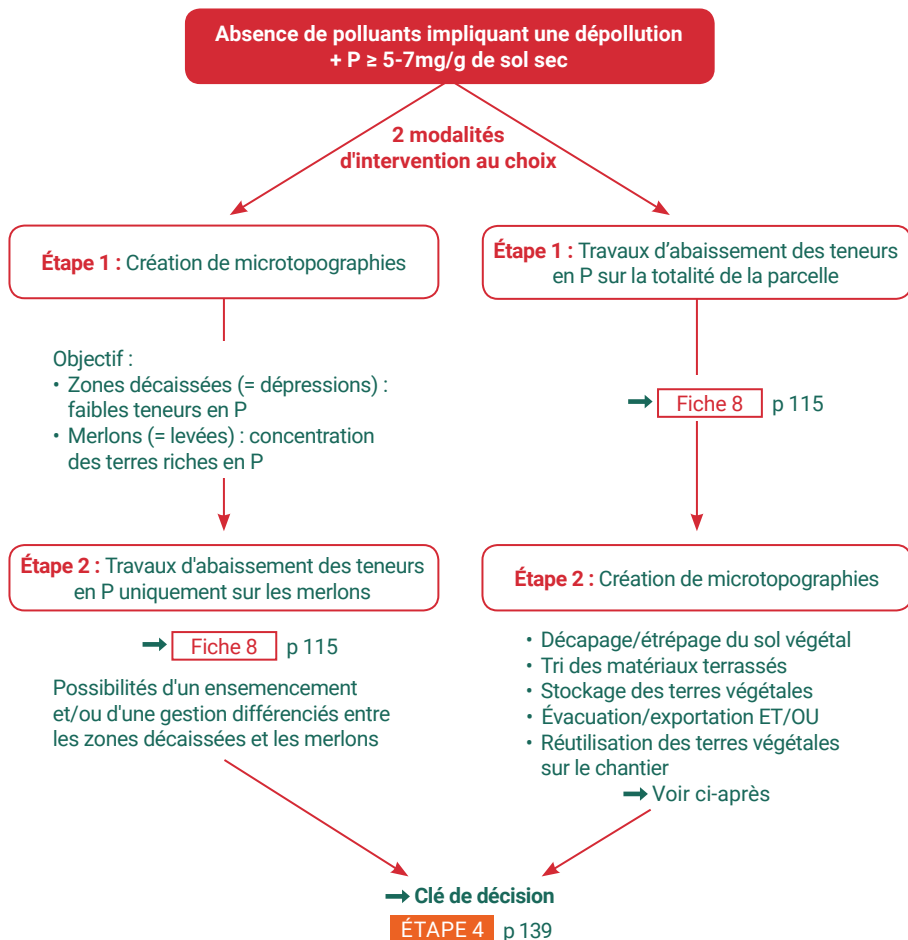 Absence de polluants impliquant une dépollution
+ P ≥ 5-7mg/g de sol sec
2 modalités
d'intervention au choix
Étape 1 : Création de microtopographies
Objectif :
• Zones décaissées (= dépressions) :
faibles teneurs en P
• Merlons (= levées) : concentration
des terres riches en P
Étape 2 : Travaux d'abaissement des teneurs
en P uniquement sur les merlons
➞ Fiche 8 p 115
Possibilités d'un ensemencement
et/ou d'une gestion différenciés entre
les zones décaissées et les merlons
Étape 1 : Travaux d’abaissement des teneurs
en P sur la totalité de la parcelle
➞ Fiche 8 p 115
Étape 2 : Création de microtopographies
• Décapage/étrépage du sol végétal
• Tri des matériaux terrassés
• Stockage des terres végétales
• Évacuation/exportation ET/OU
• Réutilisation des terres végétales
sur le chantier
➞ Voir ci-après
➞ Clé de décision
ÉTAPE 4 p 139